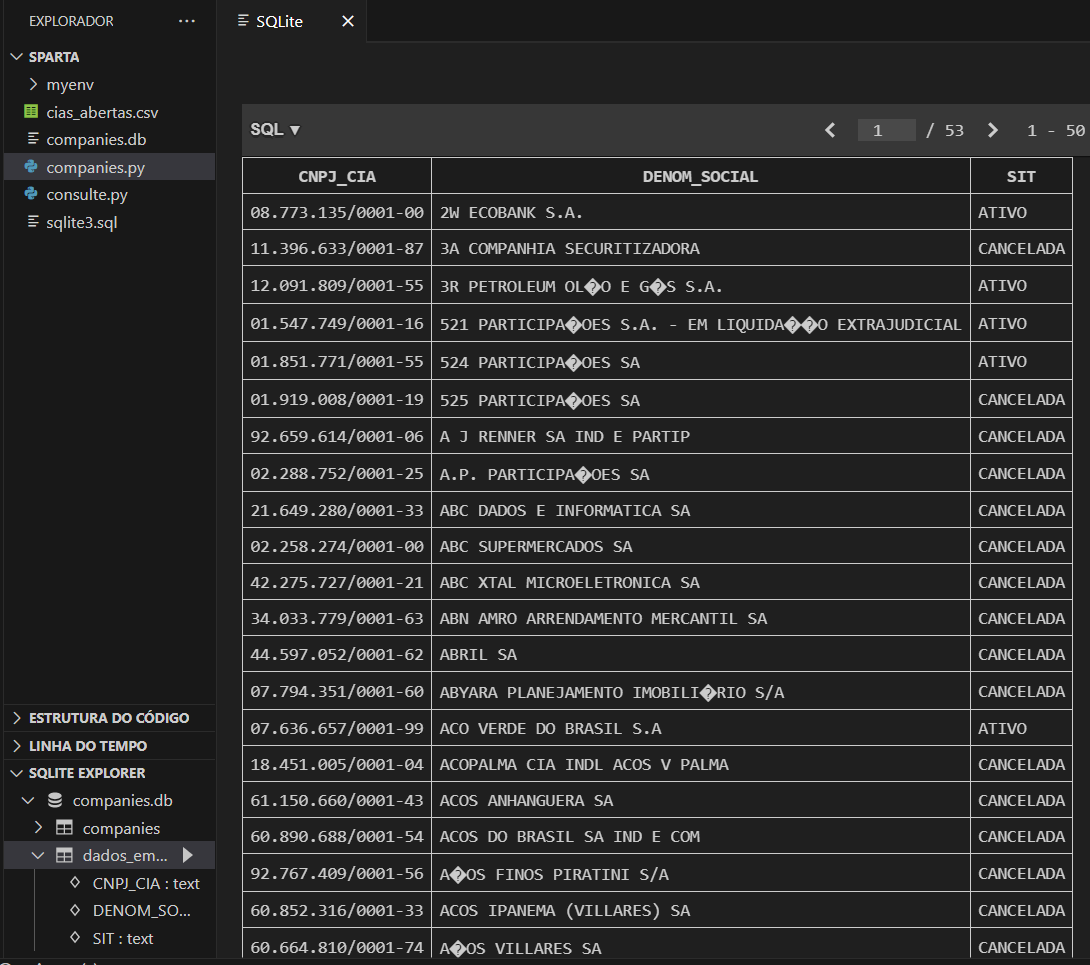 EXPLORADOR ···
SPARTA
myenv
cias_abertas.csv
companies.db
companies.py
consulte.py
sqlite3.sql
ESTRUTURA DO CÓDIGO
LINHA DO TEMPO
SQLITE EXPLORER
companies.db
companies
dados_em...
CNPJ_CIA : text
DENOM_SO...
SIT : text
SQLite
SQL ▼ 1 / 53 1 - 50
CNPJ_CIA DENOM_SOCIAL SIT
08.773.135/0001-00 2W ECOBANK S.A. ATIVO
11.396.633/0001-87 3A COMPANHIA SECURITIZADORA CANCELADA
12.091.809/0001-55 3R PETROLEUM OL�O E G�S S.A. ATIVO
01.547.749/0001-16 521 PARTICIPA�OES S.A. - EM LIQUIDA��O EXTRAJUDICIAL ATIVO
01.851.771/0001-55 524 PARTICIPA�OES SA ATIVO
01.919.008/0001-19 525 PARTICIPA�OES SA CANCELADA
92.659.614/0001-06 A J RENNER SA IND E PARTIP CANCELADA
02.288.752/0001-25 A.P. PARTICIPA�OES SA CANCELADA
21.649.280/0001-33 ABC DADOS E INFORMATICA SA CANCELADA
02.258.274/0001-00 ABC SUPERMERCADOS SA CANCELADA
42.275.727/0001-21 ABC XTAL MICROELETRONICA SA CANCELADA
34.033.779/0001-63 ABN AMRO ARRENDAMENTO MERCANTIL SA CANCELADA
44.597.052/0001-62 ABRIL SA CANCELADA
07.794.351/0001-60 ABYARA PLANEJAMENTO IMOBILI�RIO S/A CANCELADA
07.636.657/0001-99 ACO VERDE DO BRASIL S.A ATIVO
18.451.005/0001-04 ACOPALMA CIA INDL ACOS V PALMA CANCELADA
61.150.660/0001-43 ACOS ANHANGUERA SA CANCELADA
60.890.688/0001-54 ACOS DO BRASIL SA IND E COM CANCELADA
92.767.409/0001-56 A�OS FINOS PIRATINI S/A CANCELADA
60.852.316/0001-33 ACOS IPANEMA (VILLARES) SA CANCELADA
60.664.810/0001-74 A�OS VILLARES SA CANCELADA